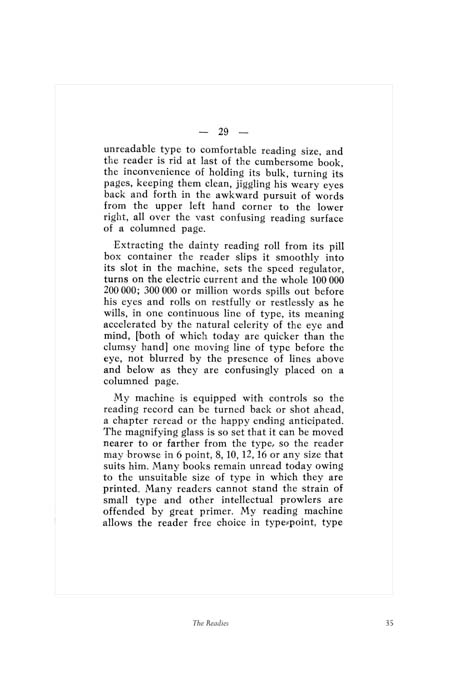 — 29 —
unreadable type to comfortable reading size, and
the reader is rid at last of the cumbersome book,
the inconvenience of holding its bulk, turning its
pages, keeping them clean, jiggling his weary eyes
back and forth in the awkward pursuit of words
from the upper left hand corner to the lower
right, all over the vast confusing reading surface
of a columned page.
Extracting the dainty reading roll from its pill
box container the reader slips it smoothly into
its slot in the machine, sets the speed regulator,
turns on the electric current and the whole 100 000
200 000; 300 000 or million words spills out before
his eyes and rolls on restfully or restlessly as he
wills, in one continuous line of type, its meaning
accelerated by the natural celerity of the eye and
mind, [both of which today are quicker than the
clumsy hand] one moving line of type before the
eye, not blurred by the presence of lines above
and below as they are confusingly placed on a
columned page.
My machine is equipped with controls so the
reading record can be turned back or shot ahead,
a chapter reread or the happy ending anticipated.
The magnifying glass is so set that it can be moved
nearer to or farther from the type, so the reader
may browse in 6 point, 8, 10, 12, 16 or any size that
suits him. Many books remain unread today owing
to the unsuitable size of type in which they are
printed. Many readers cannot stand the strain of
small type and other intellectual prowlers are
offended by great primer. My reading machine
allows the reader free choice in type-point, type
The Readies 35